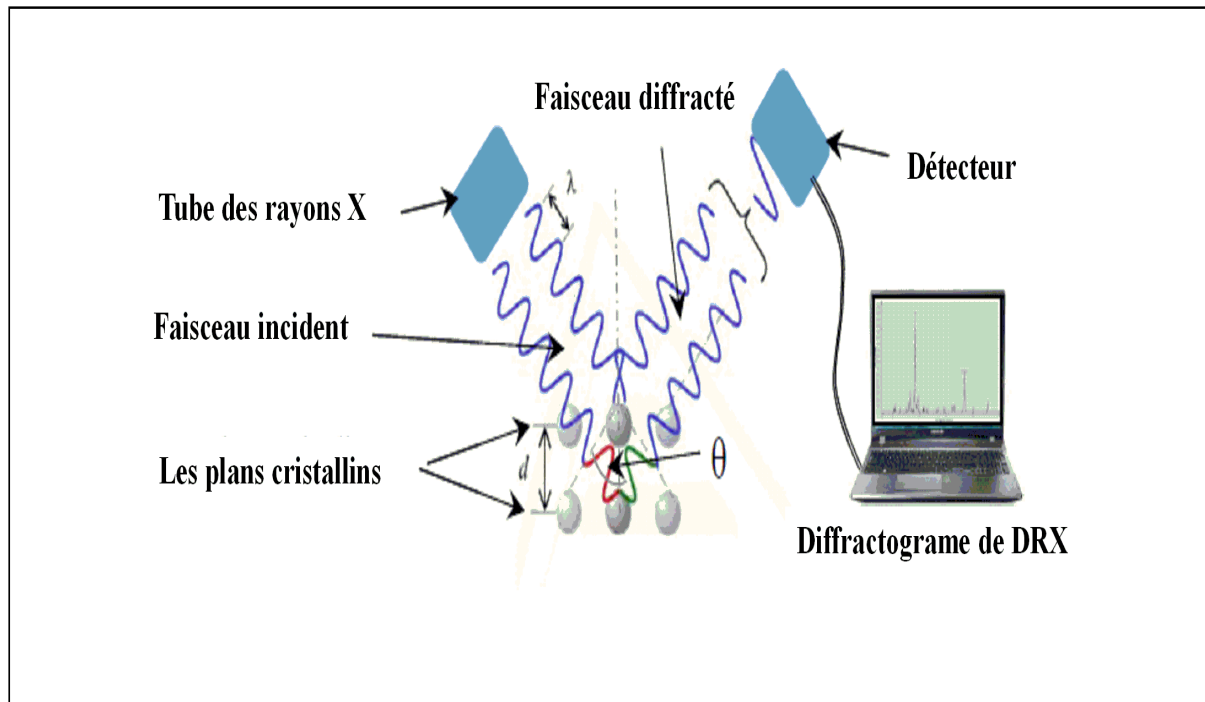 Faisceau diffracté
Détecteur
λ
Tube des rayons X
Faisceau incident
Les plans cristallins
d
θ
Diffractograme de DRX